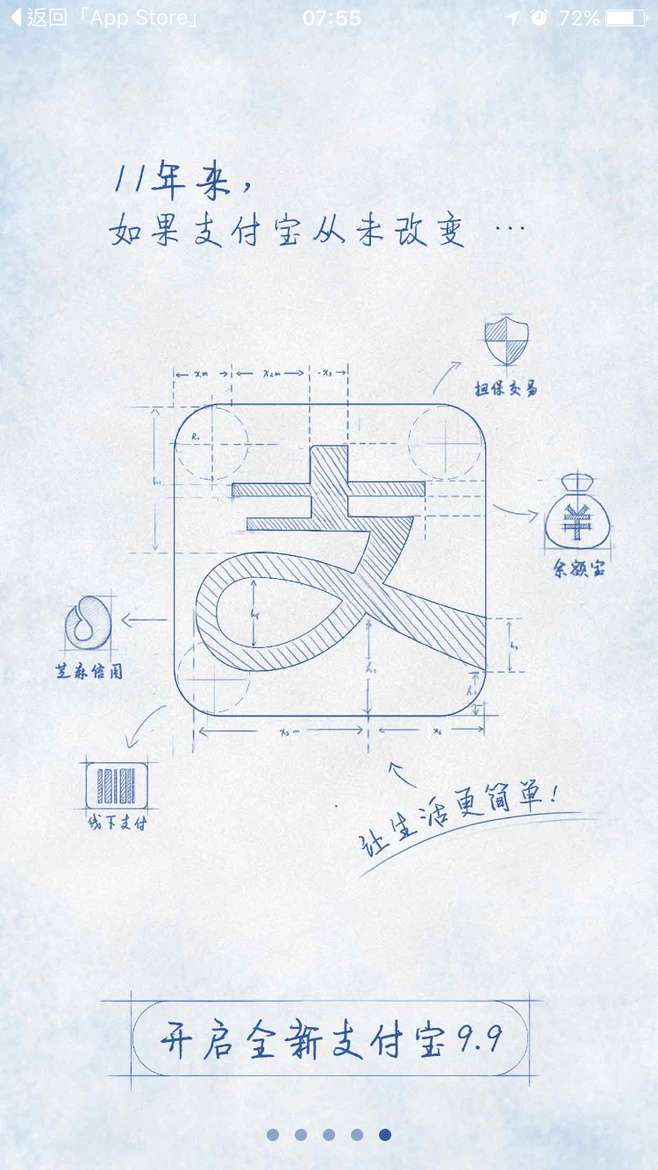 返回「App Store」 07:55 72%
11年来，
如果支付宝从未改变 …
担保交易
余额宝
芝麻信用
线下支付
让生活更简单！
开启全新支付宝9.9
支
¥
R₁